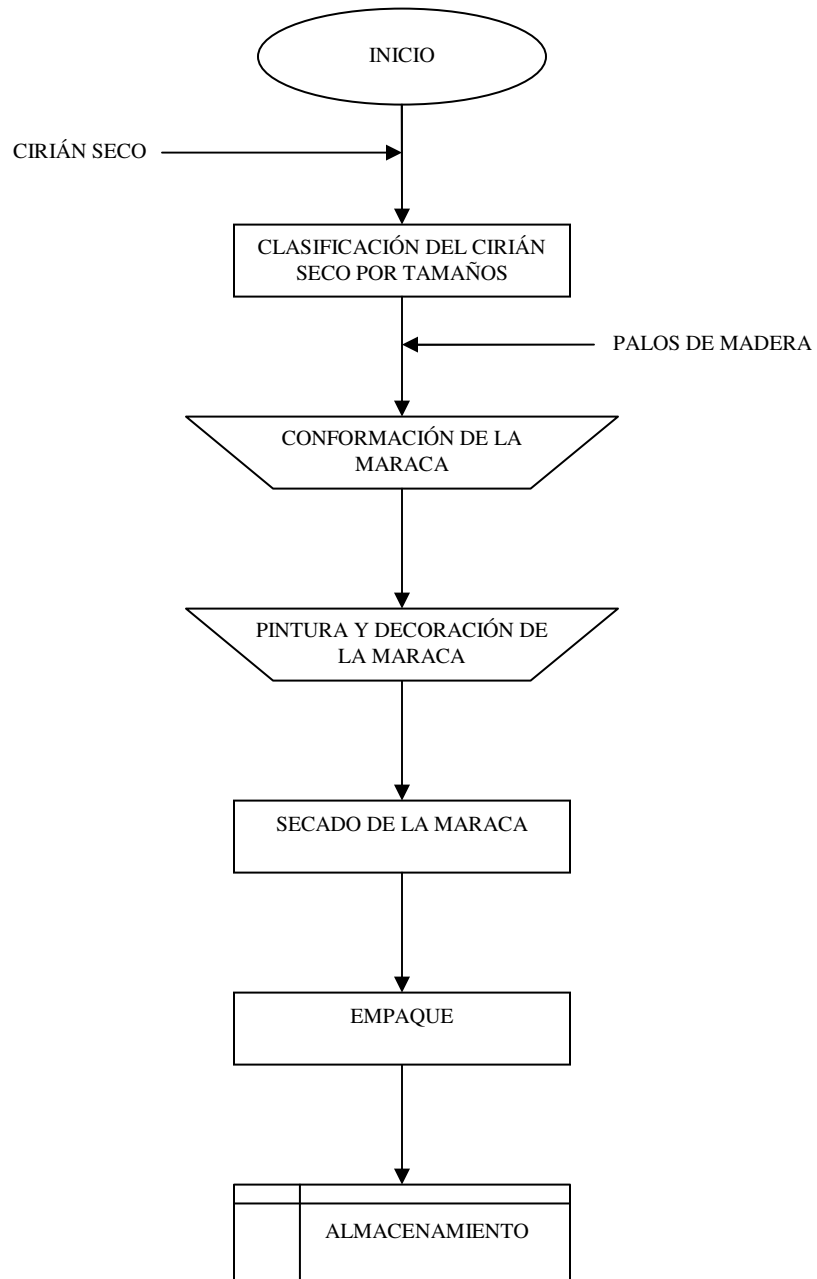 INICIO
CIRIÁN SECO
CLASIFICACIÓN DEL CIRIÁN
SECO POR TAMAÑOS
PALOS DE MADERA
CONFORMACIÓN DE LA
MARACA
PINTURA Y DECORACIÓN DE
LA MARACA
SECADO DE LA MARACA
EMPAQUE
ALMACENAMIENTO